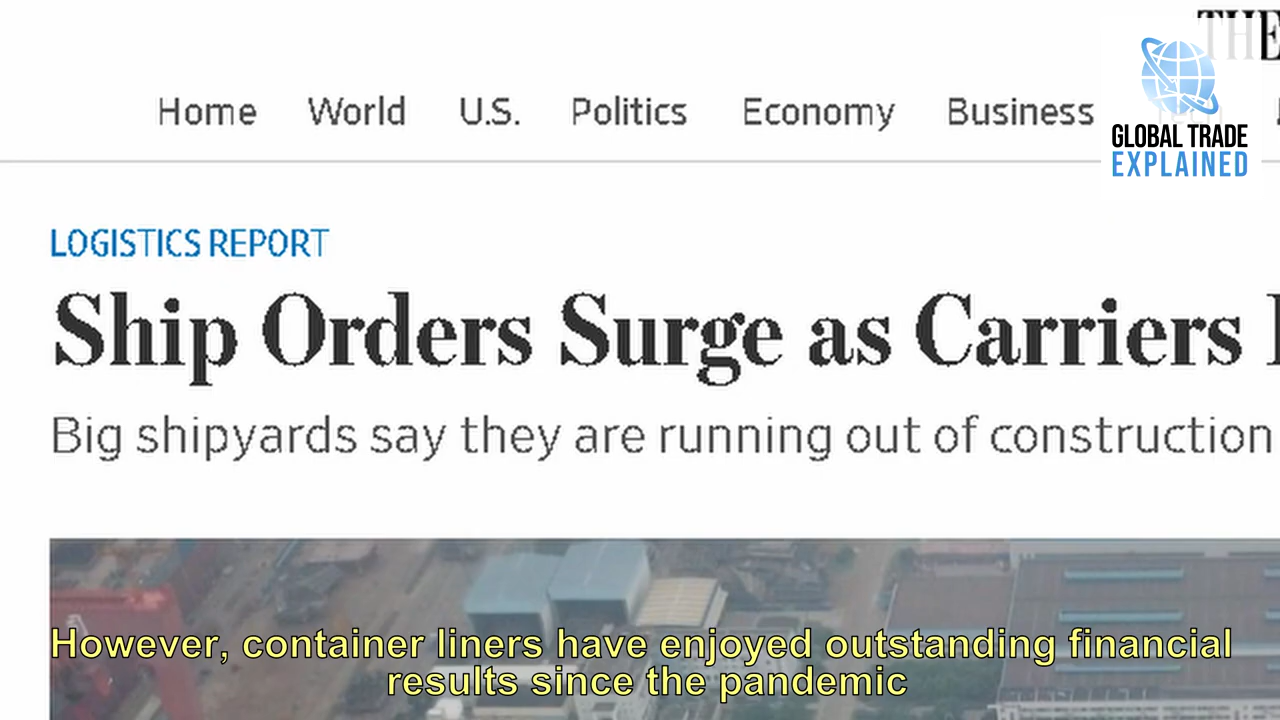 THE
Home World U.S. Politics Economy Business
GLOBAL TRADE
EXPLAINED
LOGISTICS REPORT
Ship Orders Surge as Carriers
Big shipyards say they are running out of construction
However, container liners have enjoyed outstanding financial
results since the pandemic